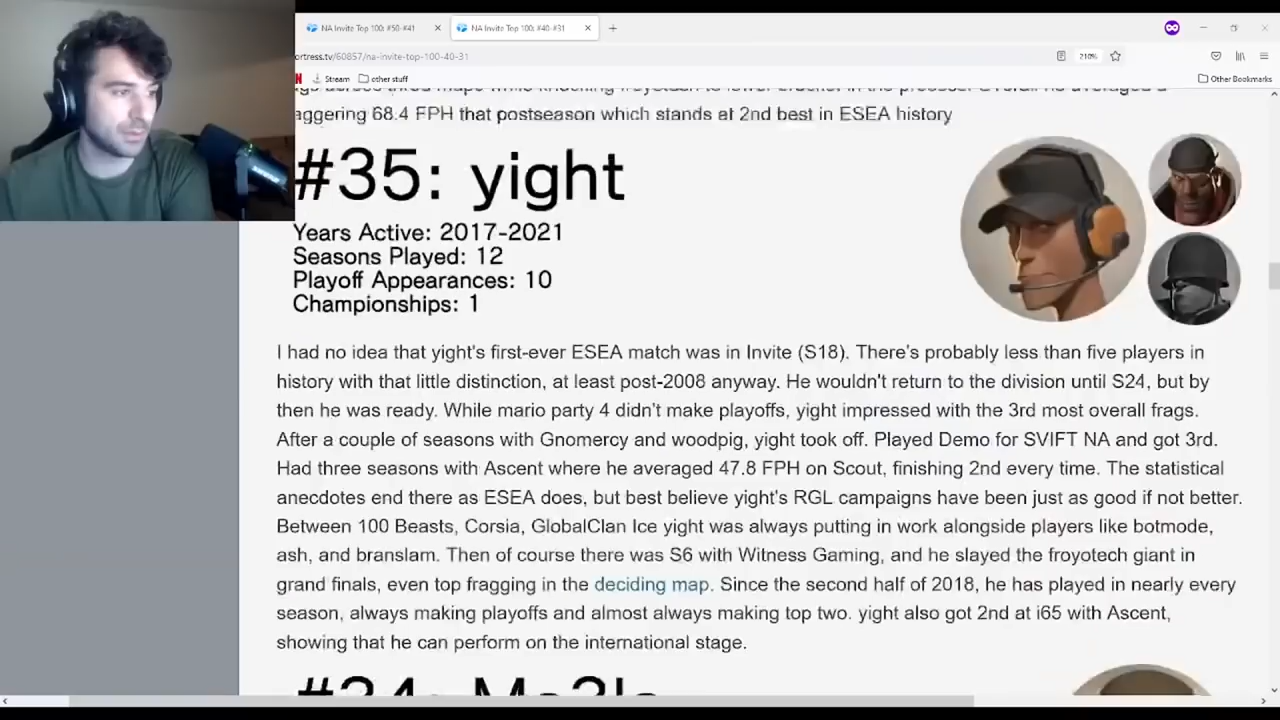 NA Invite Top 100: #50-#41
NA Invite Top 100: #40-#31
ortress.tv/60857/na-invite-top-100-40-31
210%
Stream
other stuff
Other Bookmarks
aggering 68.4 FPH that postseason which stands at 2nd best in ESEA history
#35: yight
Years Active: 2017-2021
Seasons Played: 12
Playoff Appearances: 10
Championships: 1
I had no idea that yight's first-ever ESEA match was in Invite (S18). There's probably less than five players in
history with that little distinction, at least post-2008 anyway. He wouldn't return to the division until S24, but by
then he was ready. While mario party 4 didn't make playoffs, yight impressed with the 3rd most overall frags.
After a couple of seasons with Gnomercy and woodpig, yight took off. Played Demo for SVIFT NA and got 3rd.
Had three seasons with Ascent where he averaged 47.8 FPH on Scout, finishing 2nd every time. The statistical
anecdotes end there as ESEA does, but best believe yight's RGL campaigns have been just as good if not better.
Between 100 Beasts, Corsia, GlobalClan Ice yight was always putting in work alongside players like botmode,
ash, and branslam. Then of course there was S6 with Witness Gaming, and he slayed the froyotech giant in
grand finals, even top fragging in the deciding map. Since the second half of 2018, he has played in nearly every
season, always making playoffs and almost always making top two. yight also got 2nd at i65 with Ascent,
showing that he can perform on the international stage.